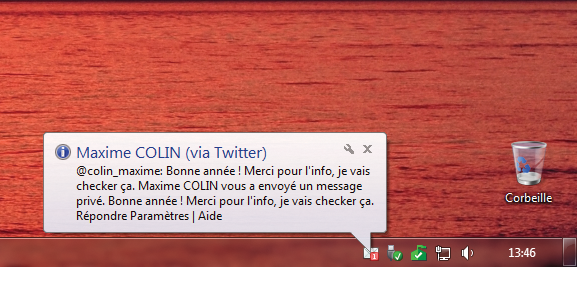 Maxime COLIN (via Twitter)
@colin_maxime: Bonne année ! Merci pour l'info, je vais
checker ça. Maxime COLIN vous a envoyé un message
privé. Bonne année ! Merci pour l'info, je vais checker ça.
Répondre Paramètres | Aide
Corbeille
1
13:46